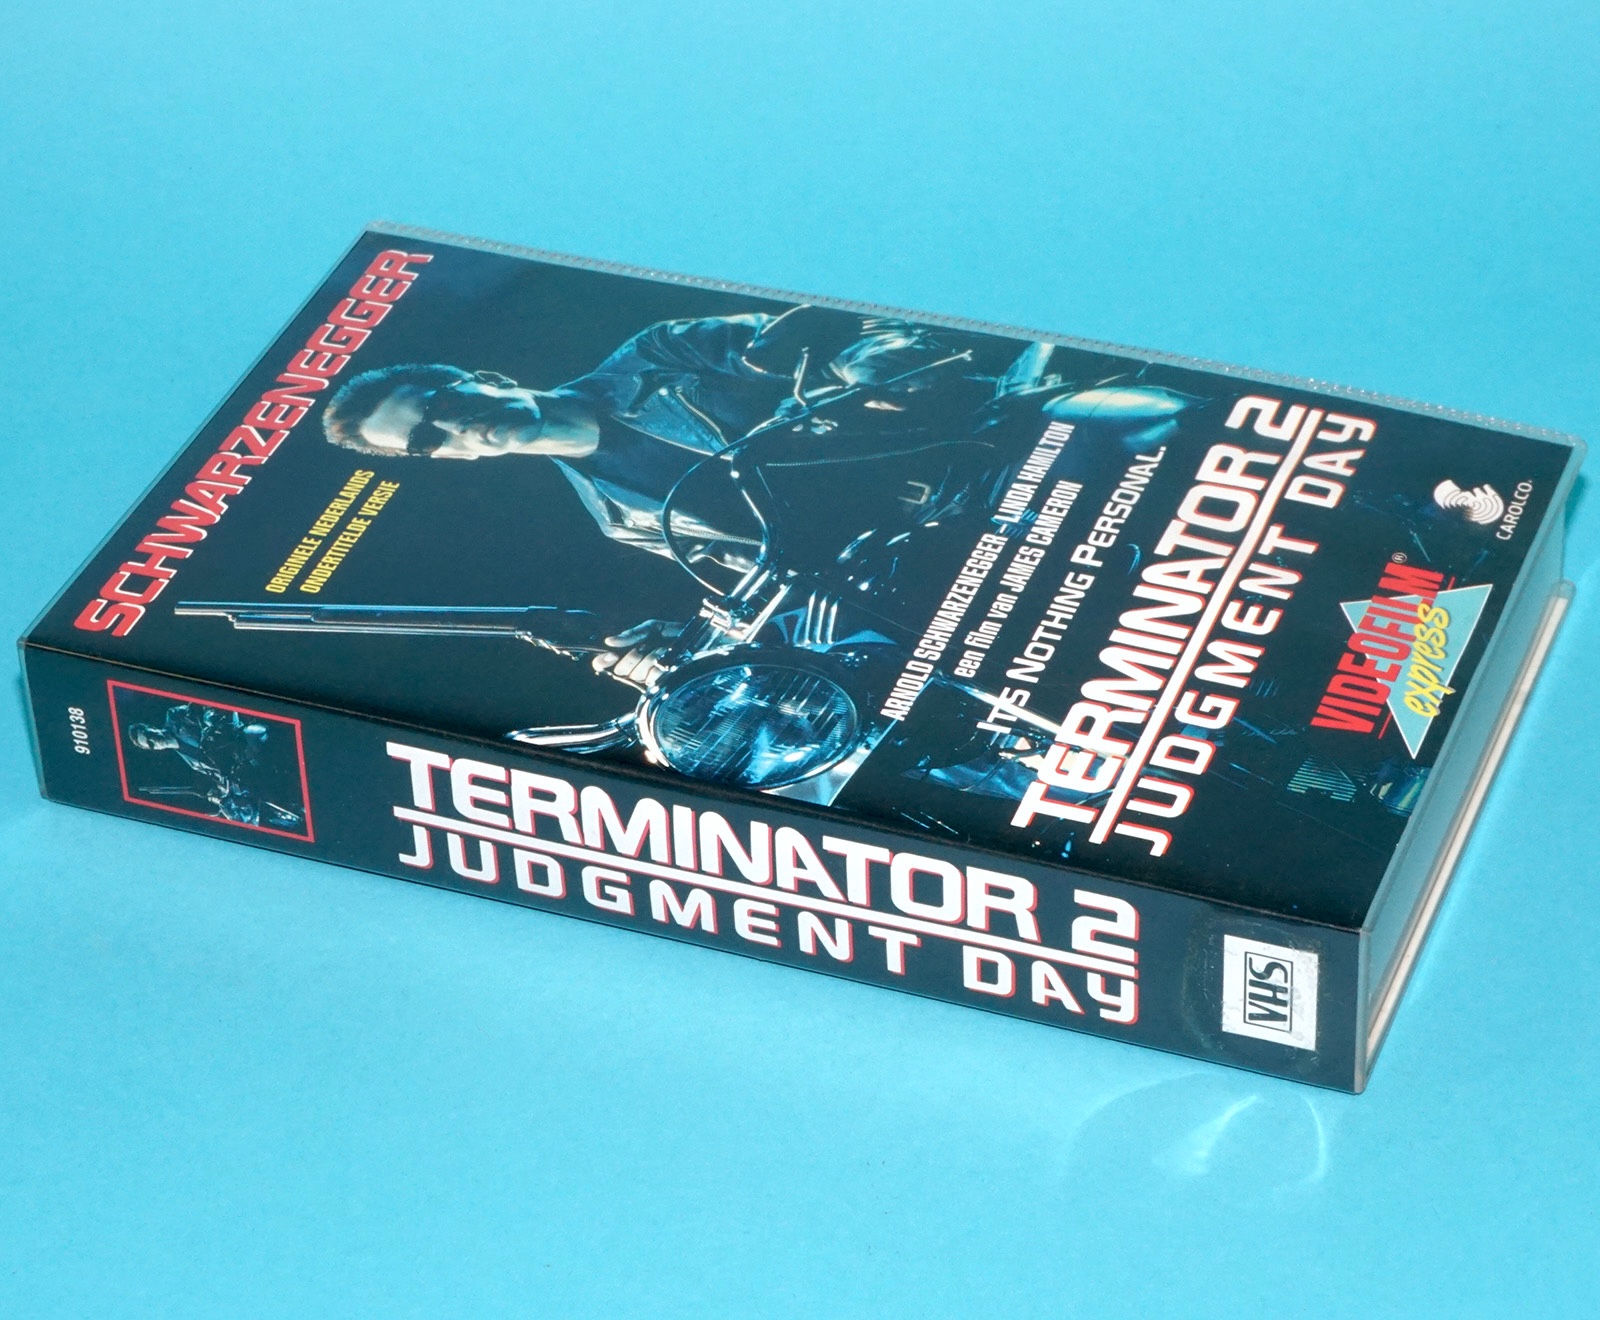 SCHWARZENEGGER
ORIGINELE NEDERLANDS
ONDERTITELDE VERSIE
ARNOLD SCHWARZENEGGER - LINDA HAMILTON
een film van JAMES CAMERON
IT'S NOTHING PERSONAL.
TERMINATOR 2
JUDGMENT DAY
CAROLCO.
VIDEOFILM®
express
910138
TERMINATOR 2
JUDGMENT DAY
VHS